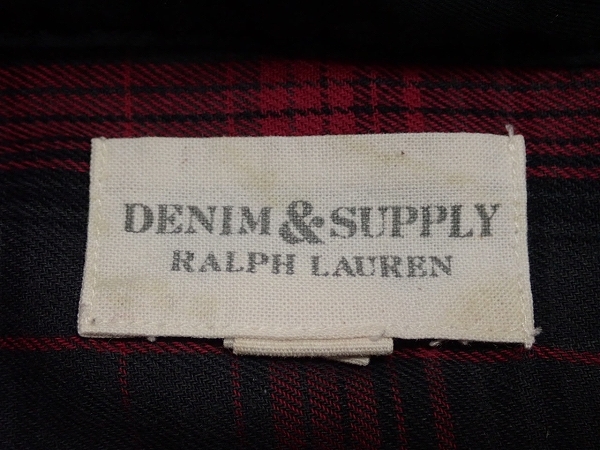 DENIM & SUPPLY
RALPH LAUREN